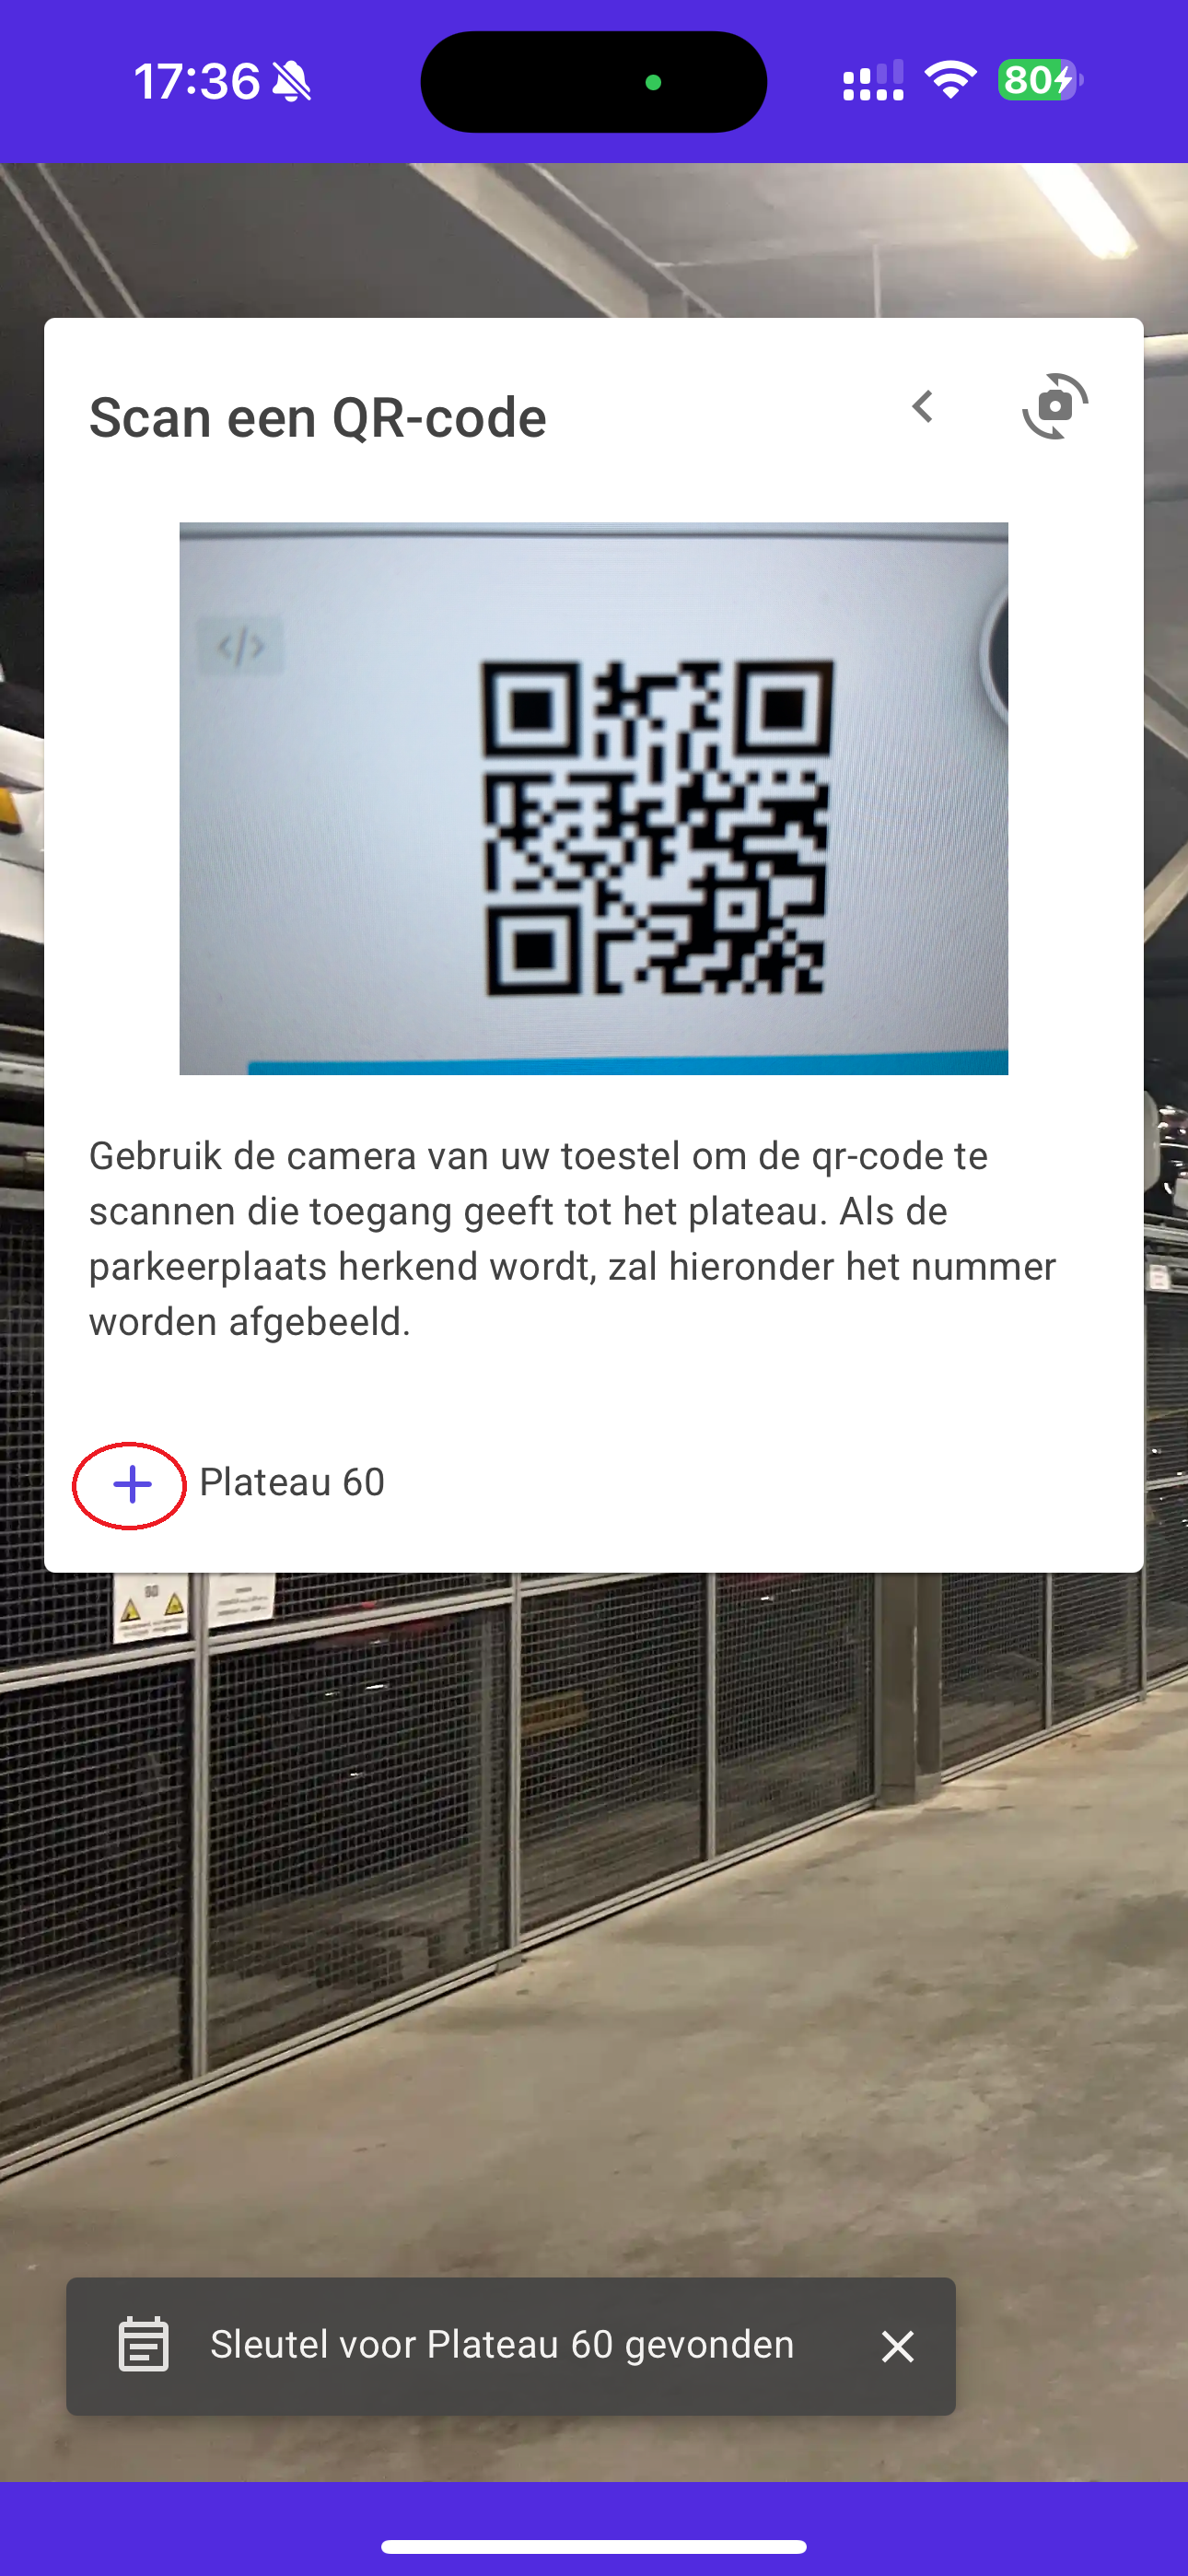 17:36
80
Scan een QR-code
</>
Gebruik de camera van uw toestel om de qr-code te
scannen die toegang geeft tot het plateau. Als de
parkeerplaats herkend wordt, zal hieronder het nummer
worden afgebeeld.
Plateau 60
Sleutel voor Plateau 60 gevonden